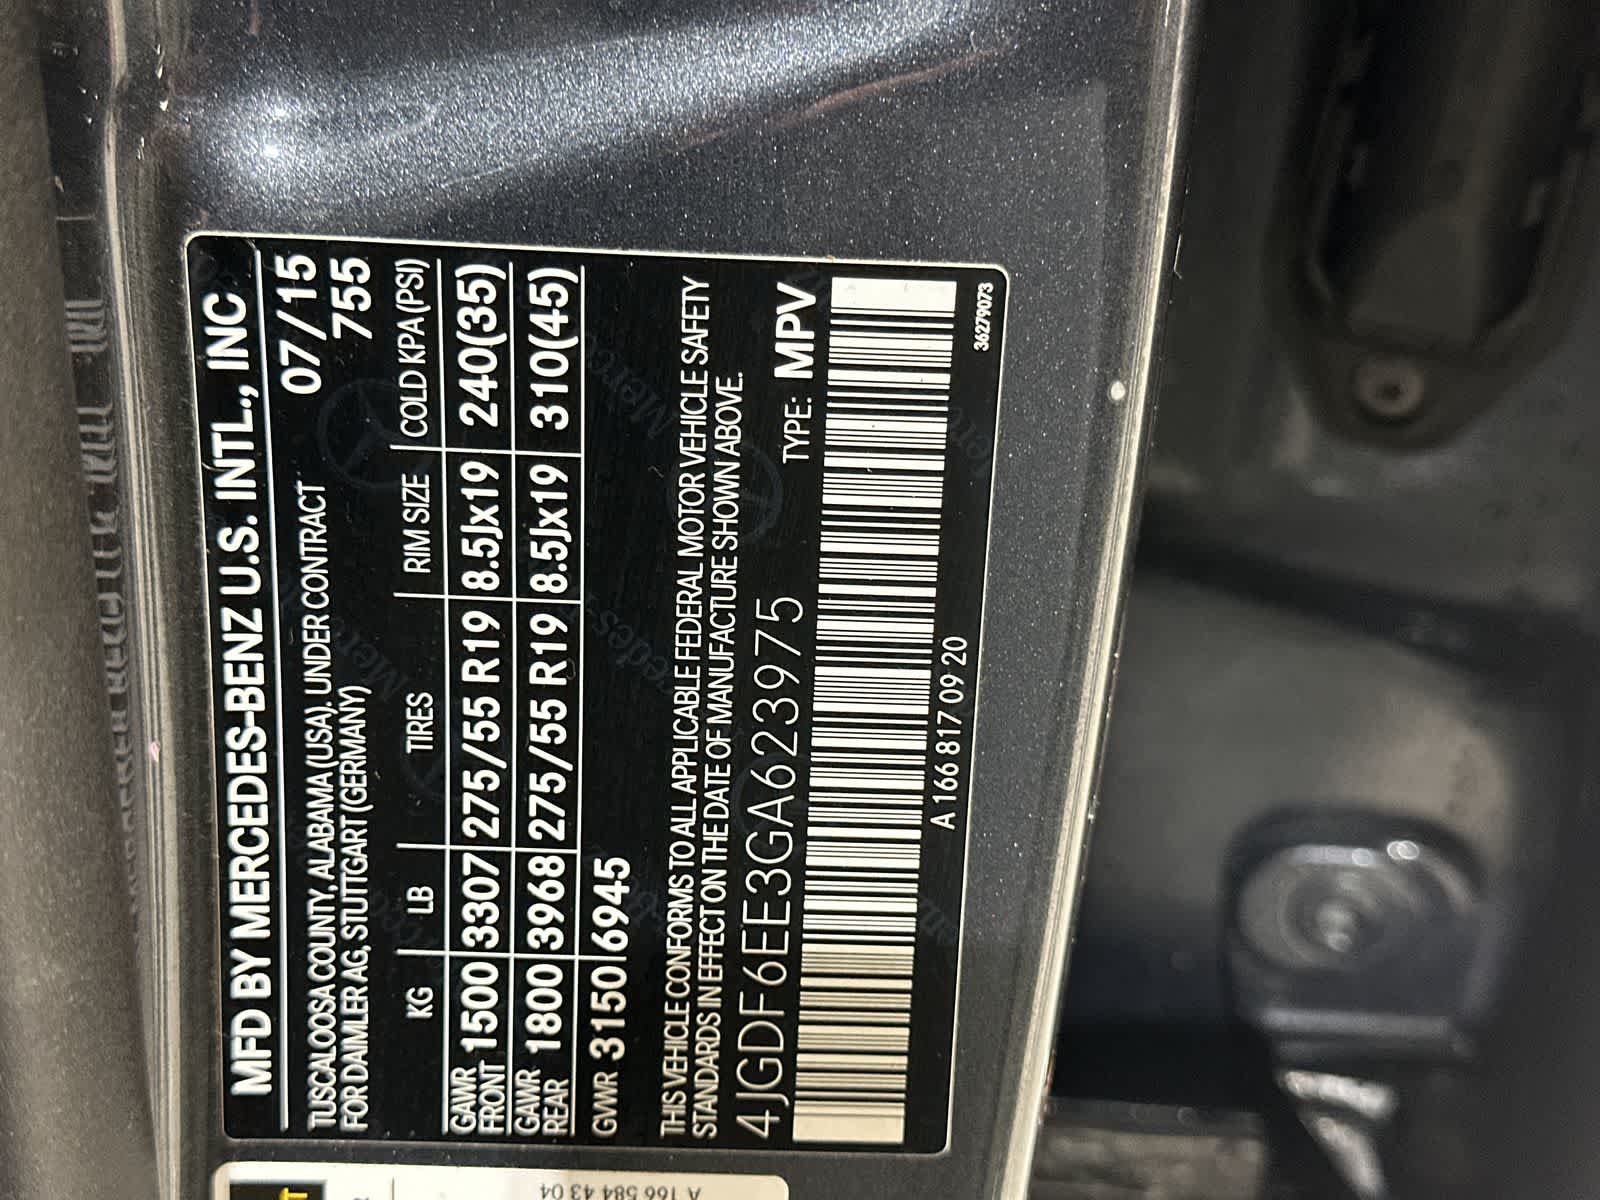 MFD BY MERCEDES-BENZ U.S. INTL., INC
TUSCALOOSA COUNTY, ALABAMA (USA), UNDER CONTRACT 07/15
FOR DAIMLER AG, STUTTGART (GERMANY) 755
KG LB TIRES RIM SIZE COLD KPA (PSI)
GAWR FRONT 1500 3307 275/55 R19 8.5Jx19 240(35)
GAWR REAR 1800 3968 275/55 R19 8.5Jx19 310(45)
GVWR 3150 6945
THIS VEHICLE CONFORMS TO ALL APPLICABLE FEDERAL MOTOR VEHICLE SAFETY
STANDARDS IN EFFECT ON THE DATE OF MANUFACTURE SHOWN ABOVE.
4JGDF6EE3GA623975 TYPE: MPV
A 166 817 09 20
36279073
A 166 584 43 04